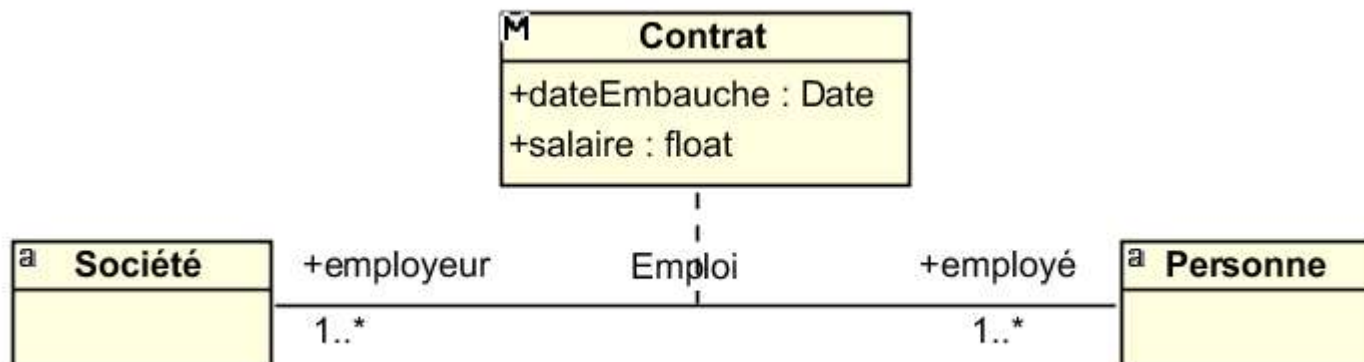 M
Contrat
+dateEmbauche : Date
+salaire : float
a Société
+employeur
Emploi
+employé
a Personne
1..*
1..*